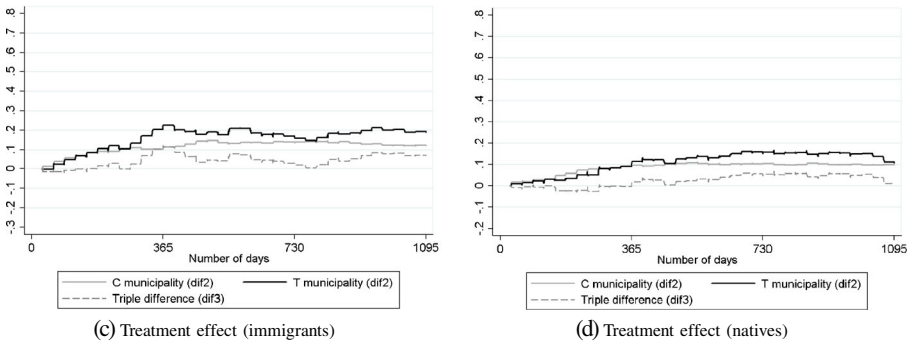 .8
.7
.6
.5
.4
.3
.2
.1
0
-.1
-.2
-.3
0 365 730 1095
Number of days
C municipality (dif2) T municipality (dif2)
Triple difference (dif3)
(c) Treatment effect (immigrants)
.8
.7
.6
.5
.4
.3
.2
.1
0
-.1
-.2
0 365 730 1095
Number of days
C municipality (dif2) T municipality (dif2)
Triple difference (dif3)
(d) Treatment effect (natives)